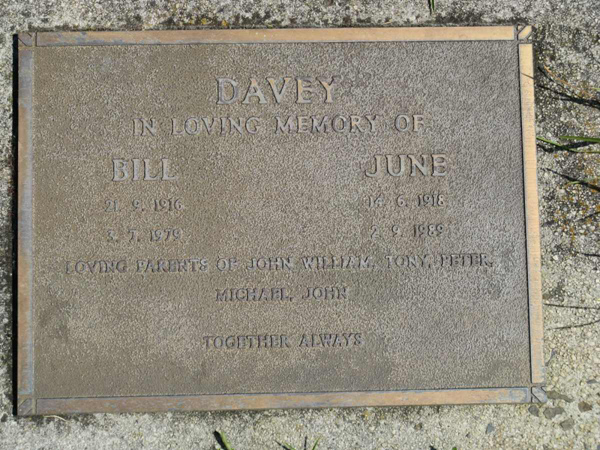 DAVEY
IN LOVING MEMORY OF
BILL JUNE
21. 9. 1916 14. 6. 1918
3. 7. 1979 2. 9. 1989
LOVING PARENTS OF JOHN WILLIAM, TONY, PETER,
MICHAEL, JOHN
TOGETHER ALWAYS